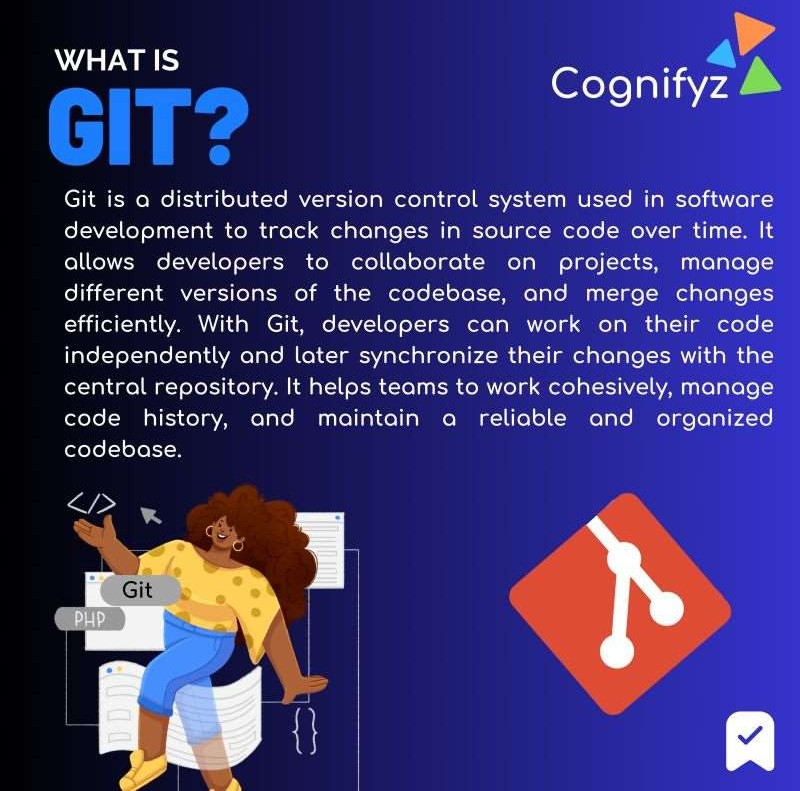 WHAT IS
GIT?
Cognifyz
Git is a distributed version control system used in software
development to track changes in source code over time. It
allows developers to collaborate on projects, manage
different versions of the codebase, and merge changes
efficiently. With Git, developers can work on their code
independently and later synchronize their changes with the
central repository. It helps teams to work cohesively, manage
code history, and maintain a reliable and organized
codebase.
</>
Git
PHP
{}